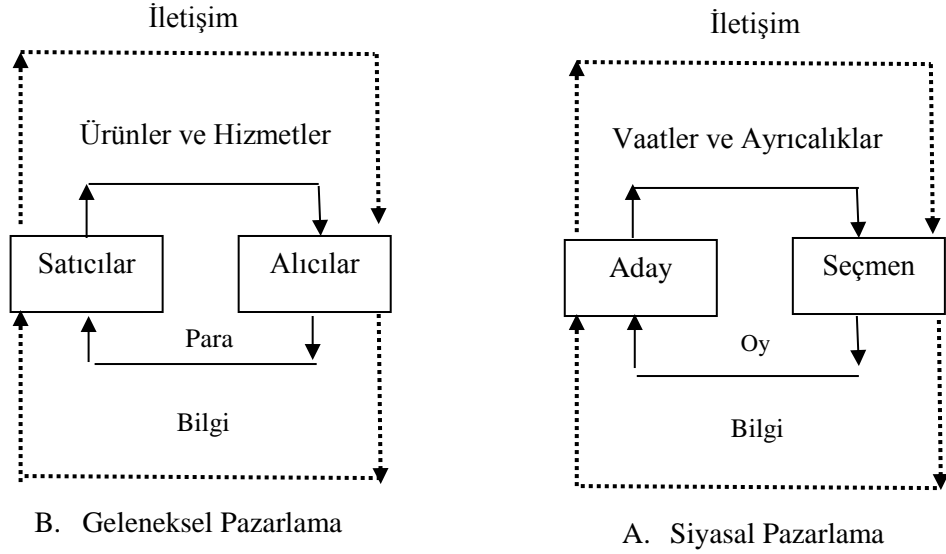 İletişim
Ürünler ve Hizmetler
Satıcılar
Alıcılar
Para
Bilgi
B. Geleneksel Pazarlama
İletişim
Vaatler ve Ayrıcalıklar
Aday
Seçmen
Oy
Bilgi
A. Siyasal Pazarlama